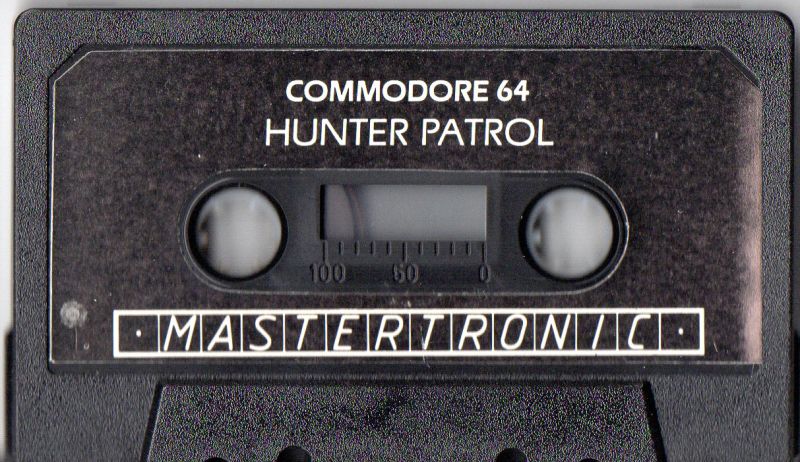 COMMODORE 64
HUNTER PATROL
100 50 0
· MASTERTRONIC ·